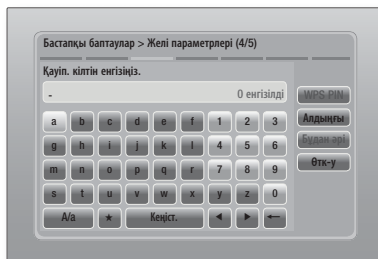 Бастапқы баптаулар > Желі параметрлері (4/5)
Қауіп. кілтін енгізіңіз.
- 0 енгізілді
WPS PIN
a b c d e f 1 2 3
Алдыңғы
g h i j k l 4 5 6
Бұдан әрі
m n o p q r 7 8 9
Өтк-у
s t u v w x y z 0
A/a ★ Кеңіст. ◀ ▶ ←